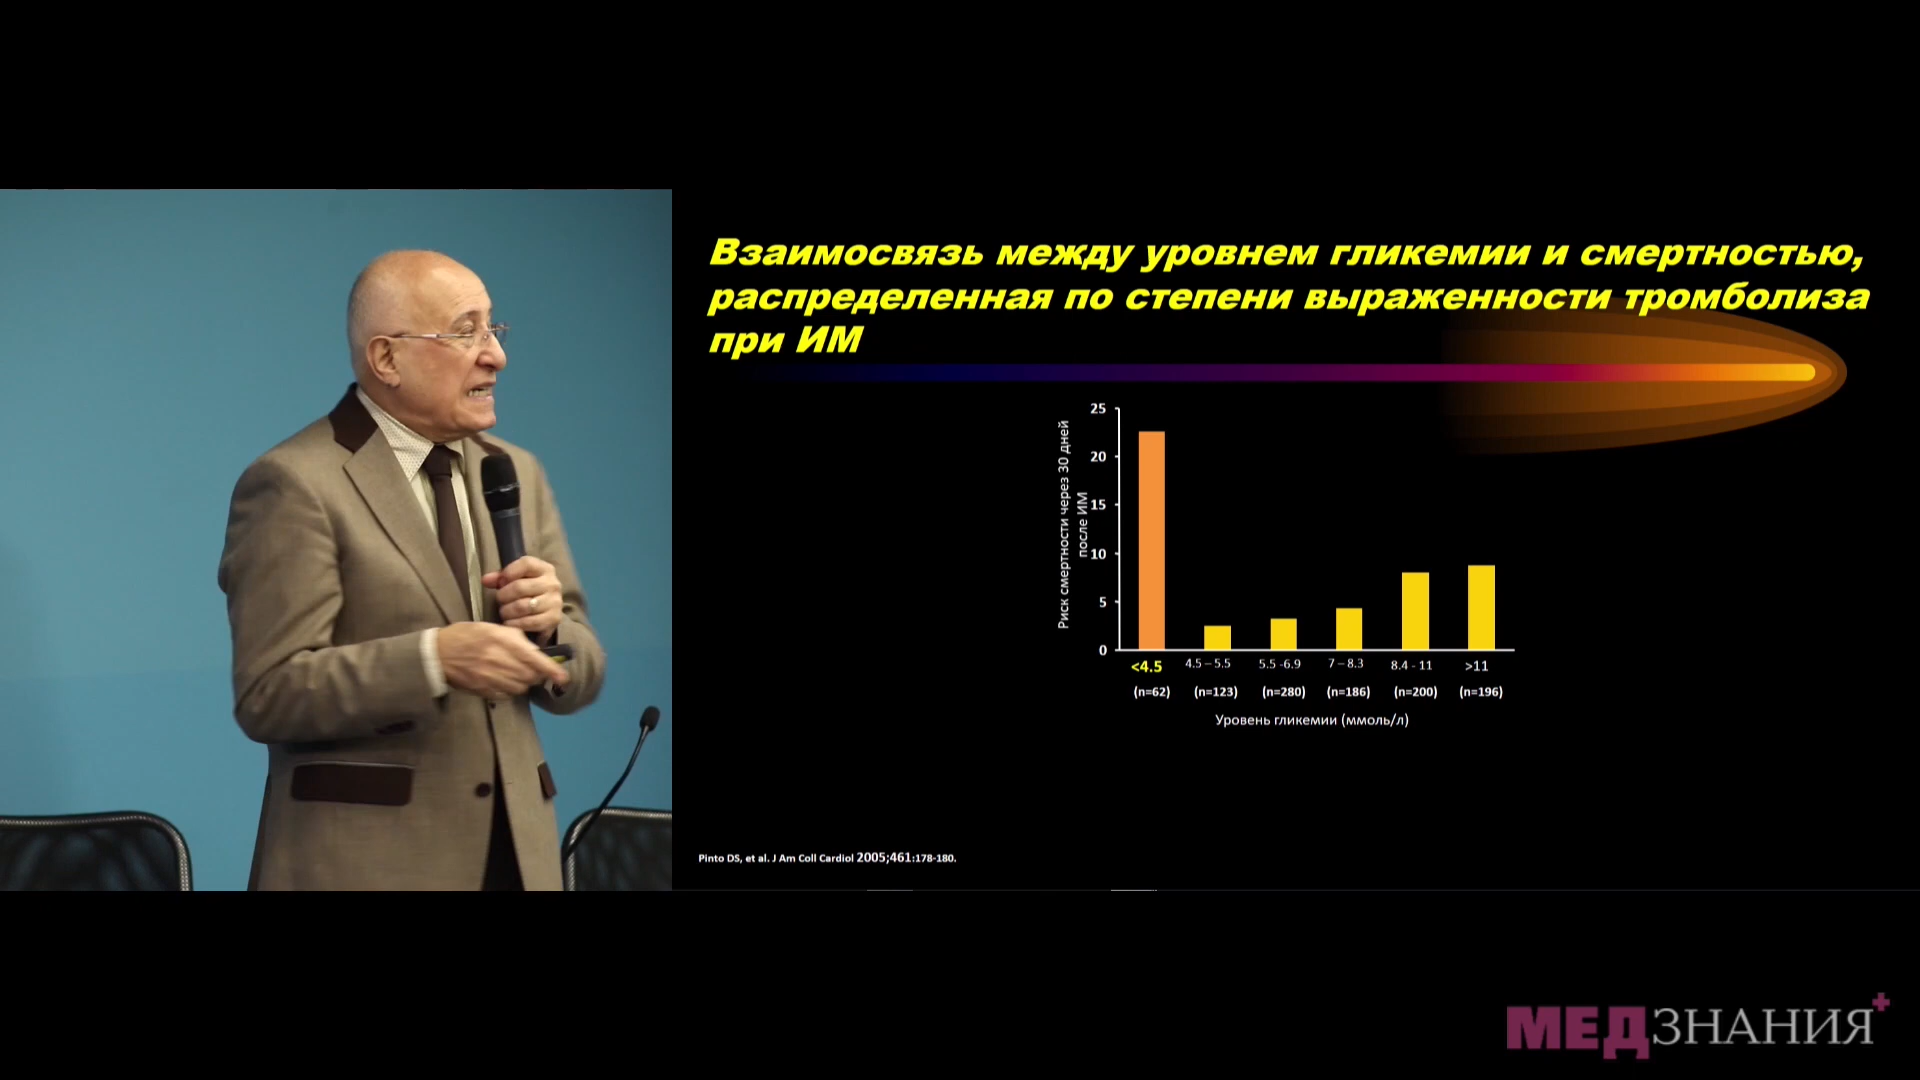 Взаимосвязь между уровнем гликемии и смертностью,
распределенная по степени выраженности тромболиза
при ИМ
Риск смертности через 30 дней
после ИМ
25
20
15
10
5
0
<4.5 4.5 – 5.5 5.5 -6.9 7 – 8.3 8.4 - 11 >11
(n=62) (n=123) (n=280) (n=186) (n=200) (n=196)
Уровень гликемии (ммоль/л)
Pinto DS, et al. J Am Coll Cardiol 2005;461:178-180.
МЕДЗНАНИЯ+